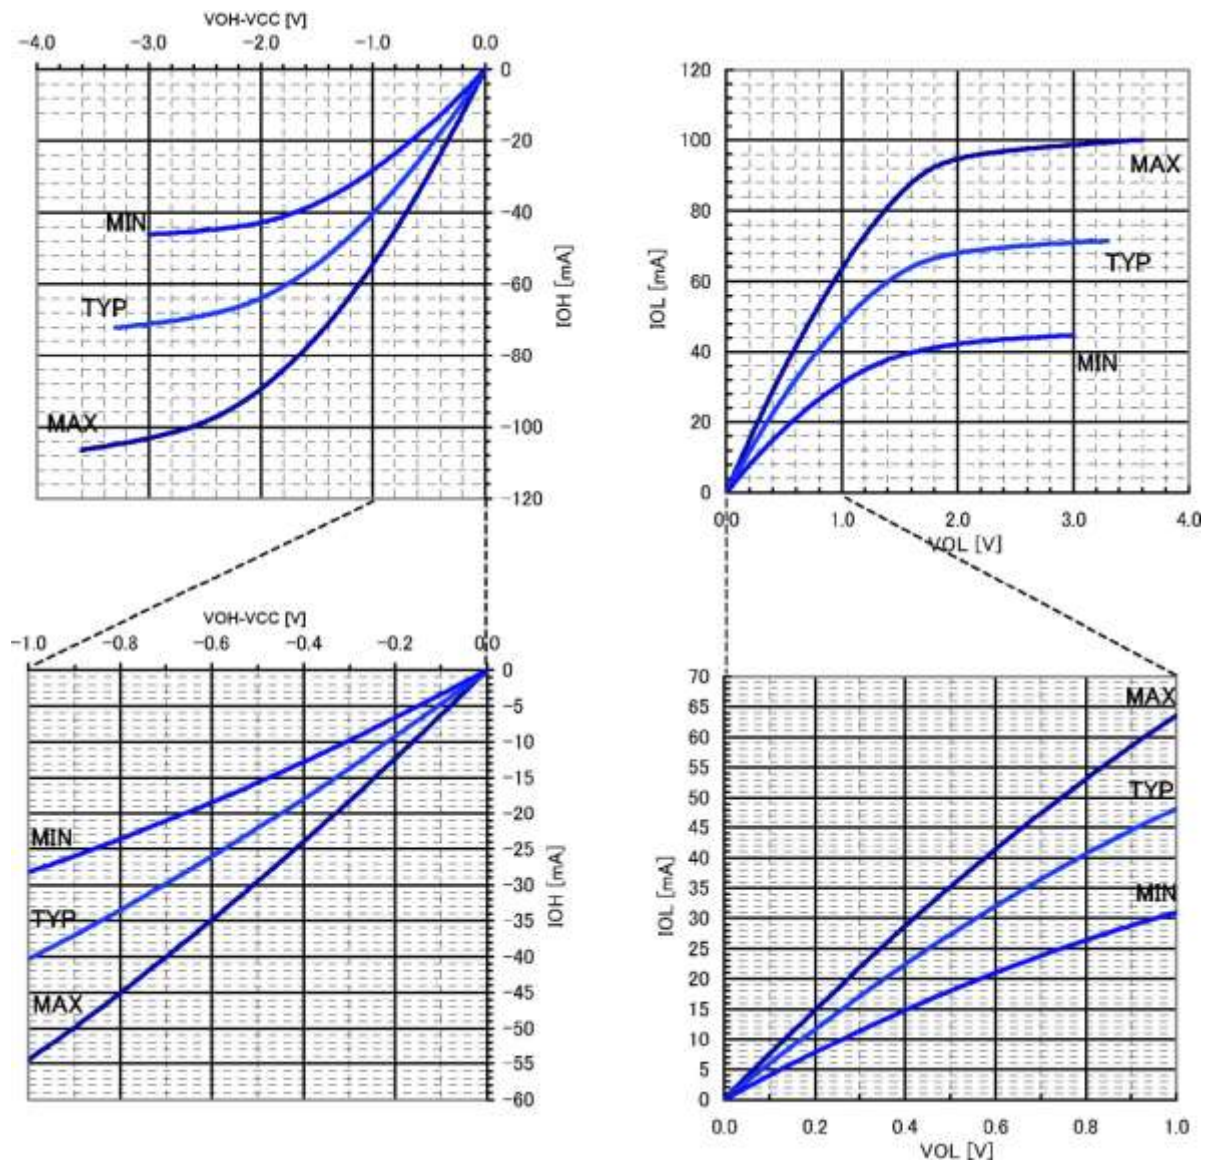 VOH-VCC [V]
-4.0 -3.0 -2.0 -1.0 0.0
0
-20
-40
-60
-80
-100
-120
IOH [mA]
MIN
TYP
MAX
120
100
80
60
40
20
0
IOL [mA]
MAX
TYP
MIN
0.0 1.0 2.0 3.0 4.0
VOL [V]
VOH-VCC [V]
-1.0 -0.8 -0.6 -0.4 -0.2 0.0
0
-5
-10
-15
-20
-25
-30
-35
-40
-45
-50
-55
-60
IOH [mA]
MIN
TYP
MAX
70
65
60
55
50
45
40
35
30
25
20
15
10
5
0
IOL [mA]
MAX
TYP
MIN
0.0 0.2 0.4 0.6 0.8 1.0
VOL [V]